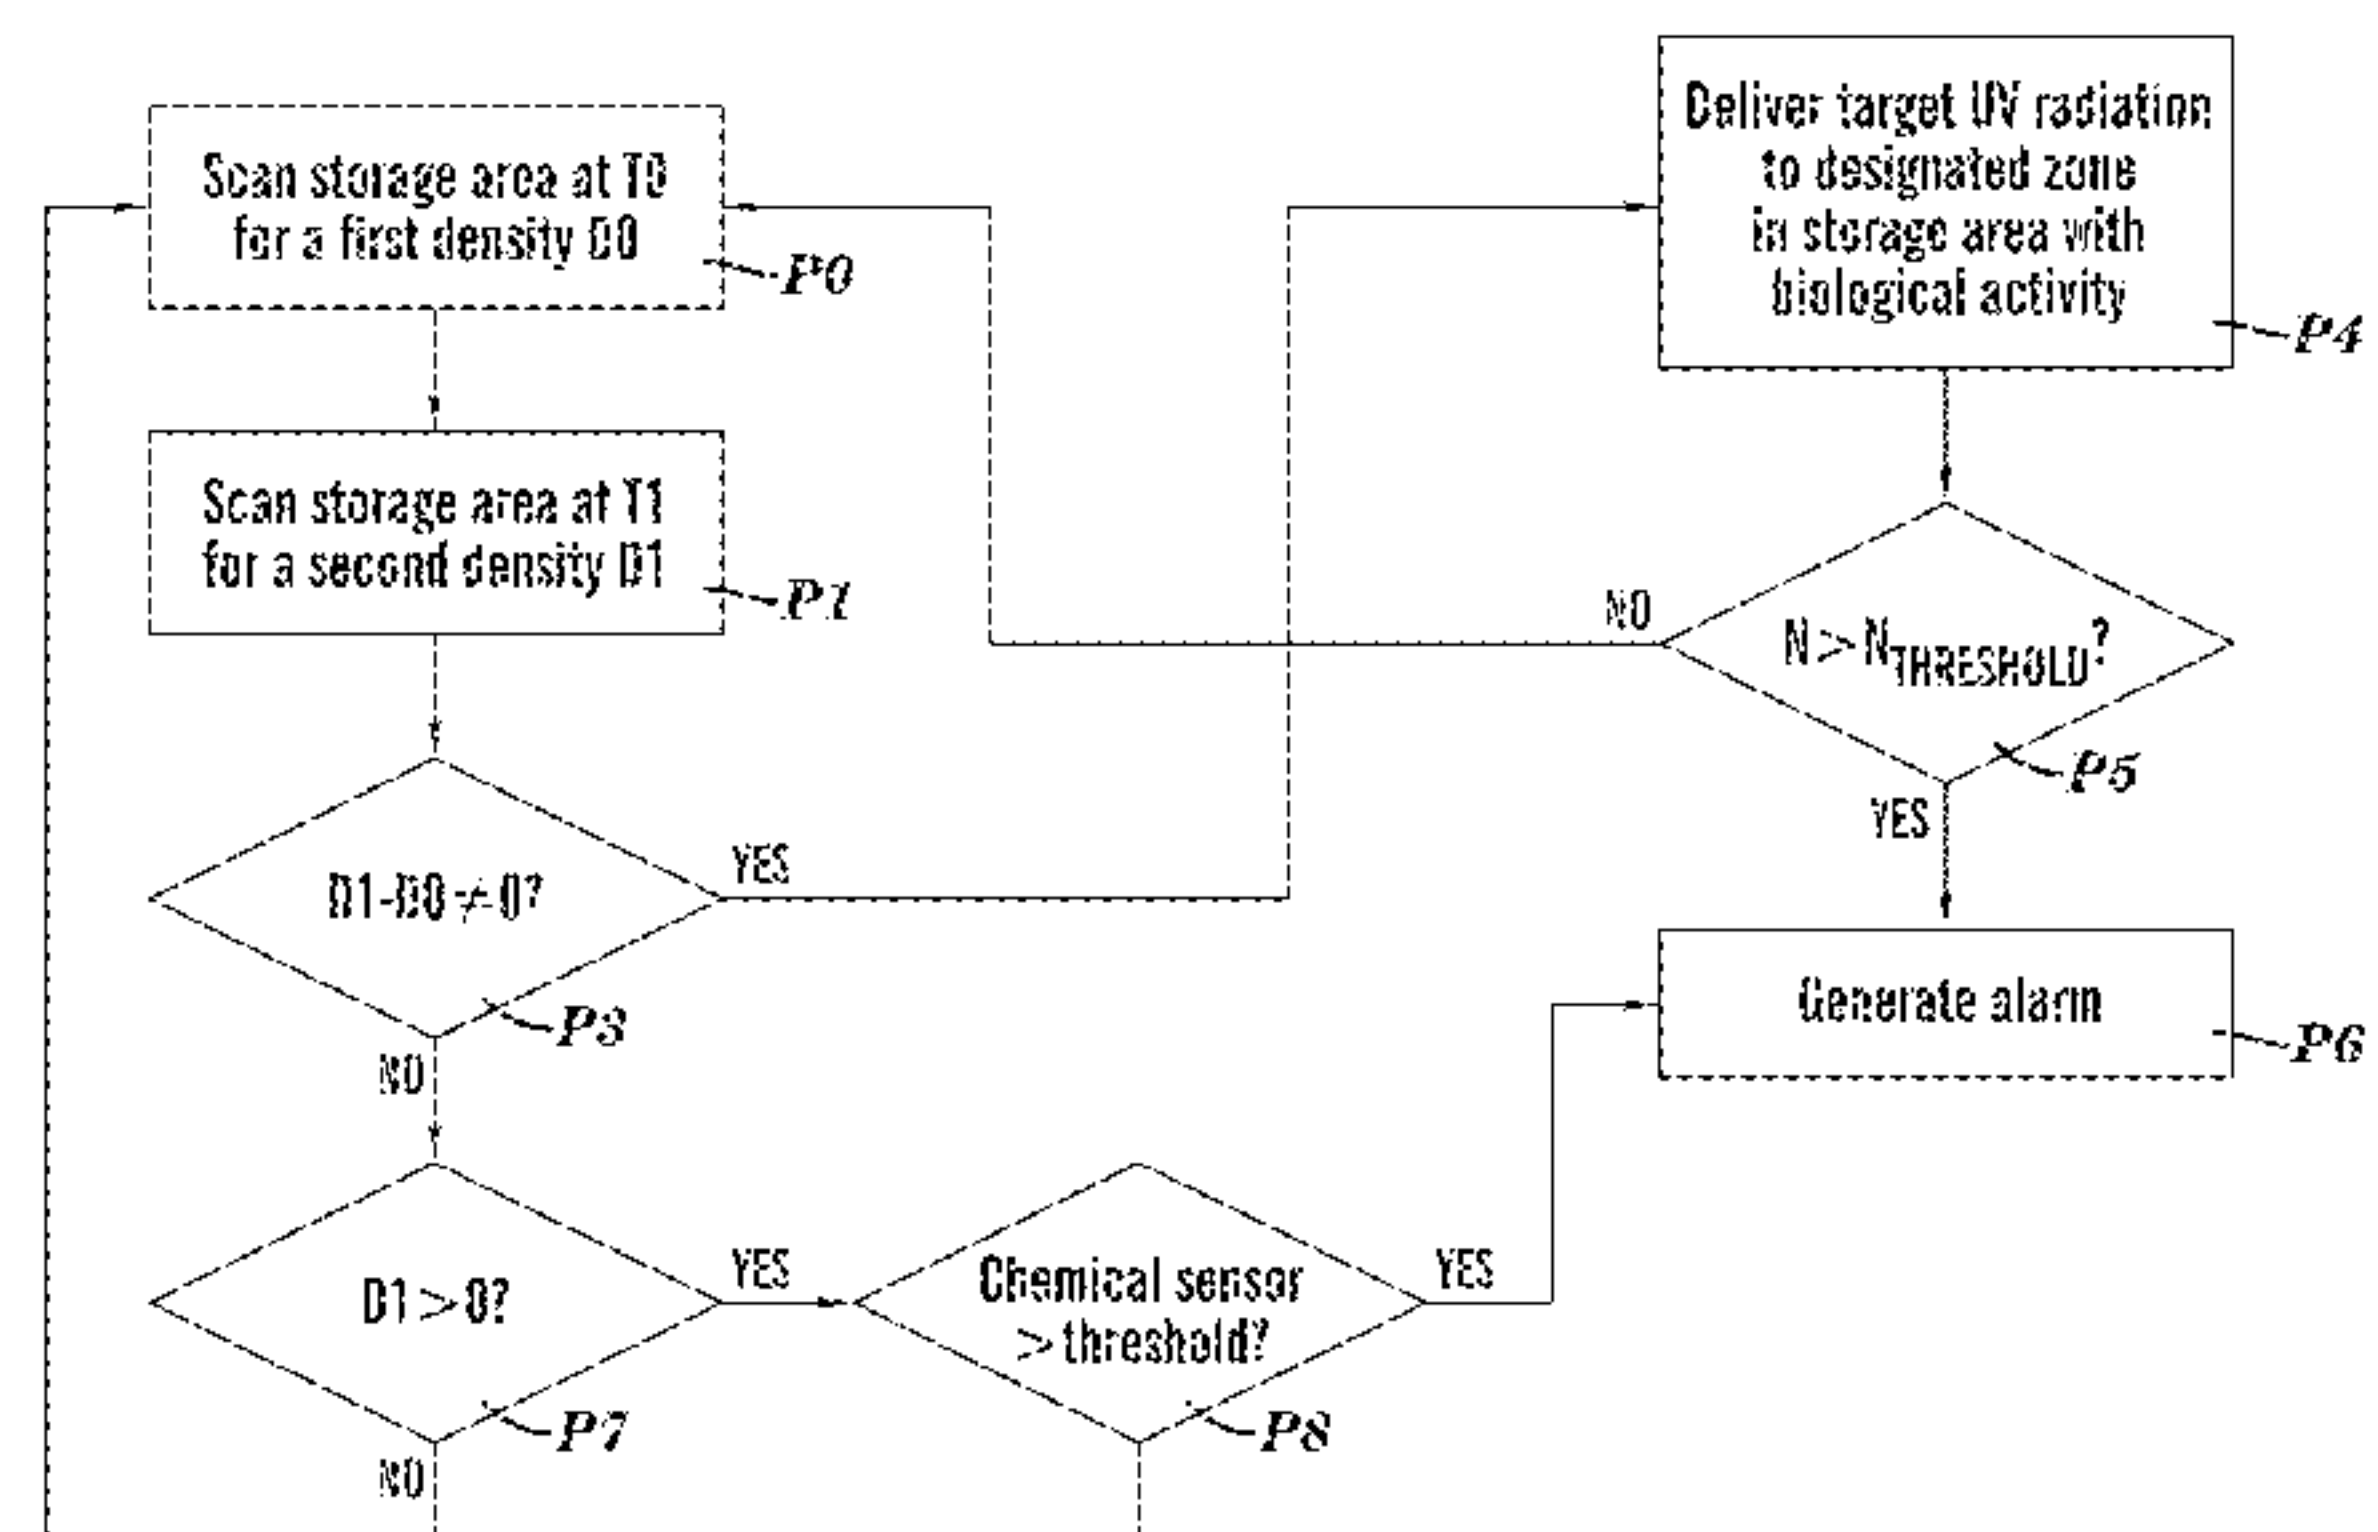 Scan storage area at T0
for a first density D0
P0
Scan storage area at T1
for a second density D1
P1
D1-D0≠0?
YES
P3
NO
D1>0?
YES
P7
NO
Chemical sensor
>threshold?
YES
P8
Deliver target UV radiation
to designated zone
in storage area with
biological activity
P4
NO
N>N_THRESHOLD?
P5
YES
Generate alarm
P6